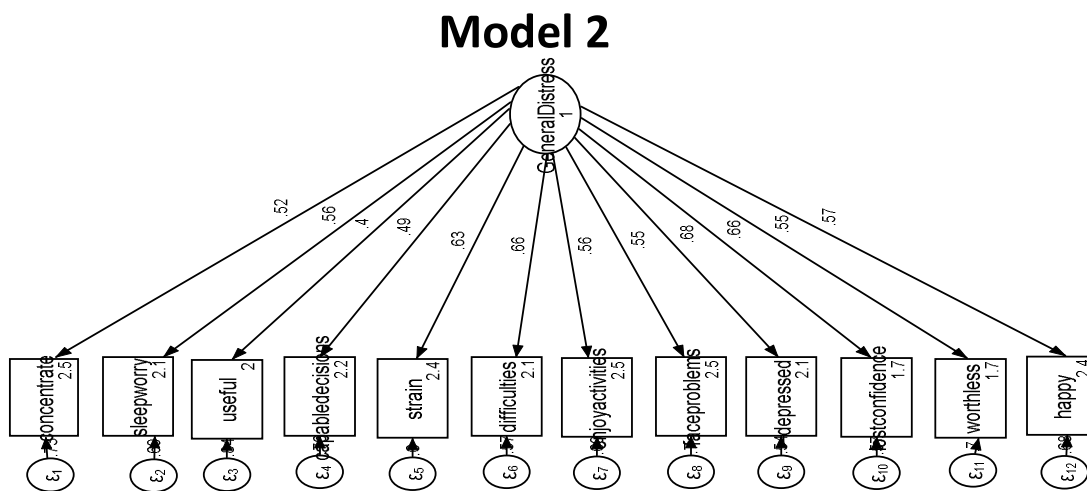 Model 2
GeneralDistress
1
.52
.56
.4
.49
.63
.66
.56
.55
.68
.66
.55
.57
concentrate
2.5
sleepworry
2.1
useful
2
capabledecisions
2.2
strain
2.4
difficulties
2.1
enjoyactivities
2.5
faceproblems
2.5
depressed
2.1
lostconfidence
1.7
worthless
1.7
happy
2.4
.7
ε1
ε2
ε3
ε4
ε5
ε6
ε7
ε8
ε9
ε10
ε11
ε12